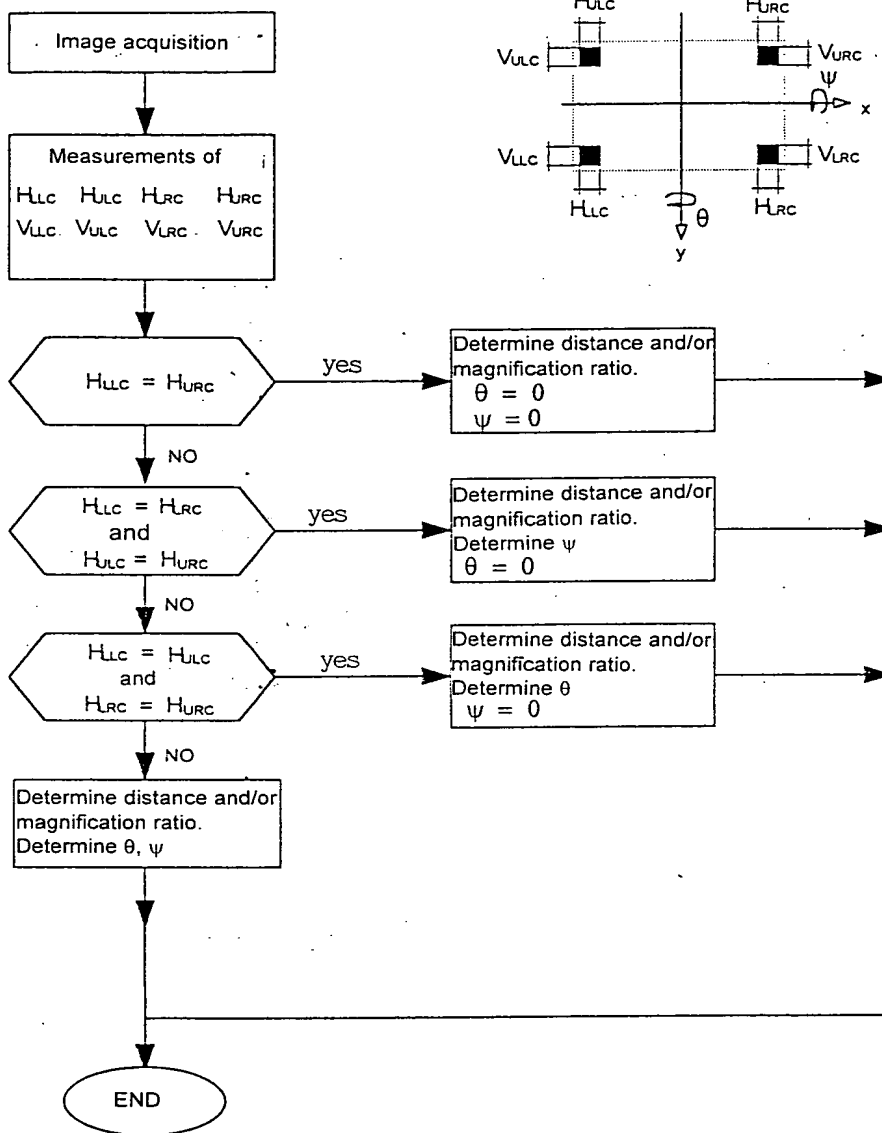 Image acquisition
Measurements of
HLLC HULC HLRC HURC
VLLC VULC VLRC VURC
HULC HURC
VULC VURC
ψ
x
VLLC VLRC
HLLC HLRC
θ
y
HLLC = HURC
yes
Determine distance and/or
magnification ratio.
θ = 0
ψ = 0
NO
HLLC = HLRC
and
HULC = HURC
yes
Determine distance and/or
magnification ratio.
Determine ψ
θ = 0
NO
HLLC = HULC
and
HLRC = HURC
yes
Determine distance and/or
magnification ratio.
Determine θ
ψ = 0
NO
Determine distance and/or
magnification ratio.
Determine θ, ψ
END